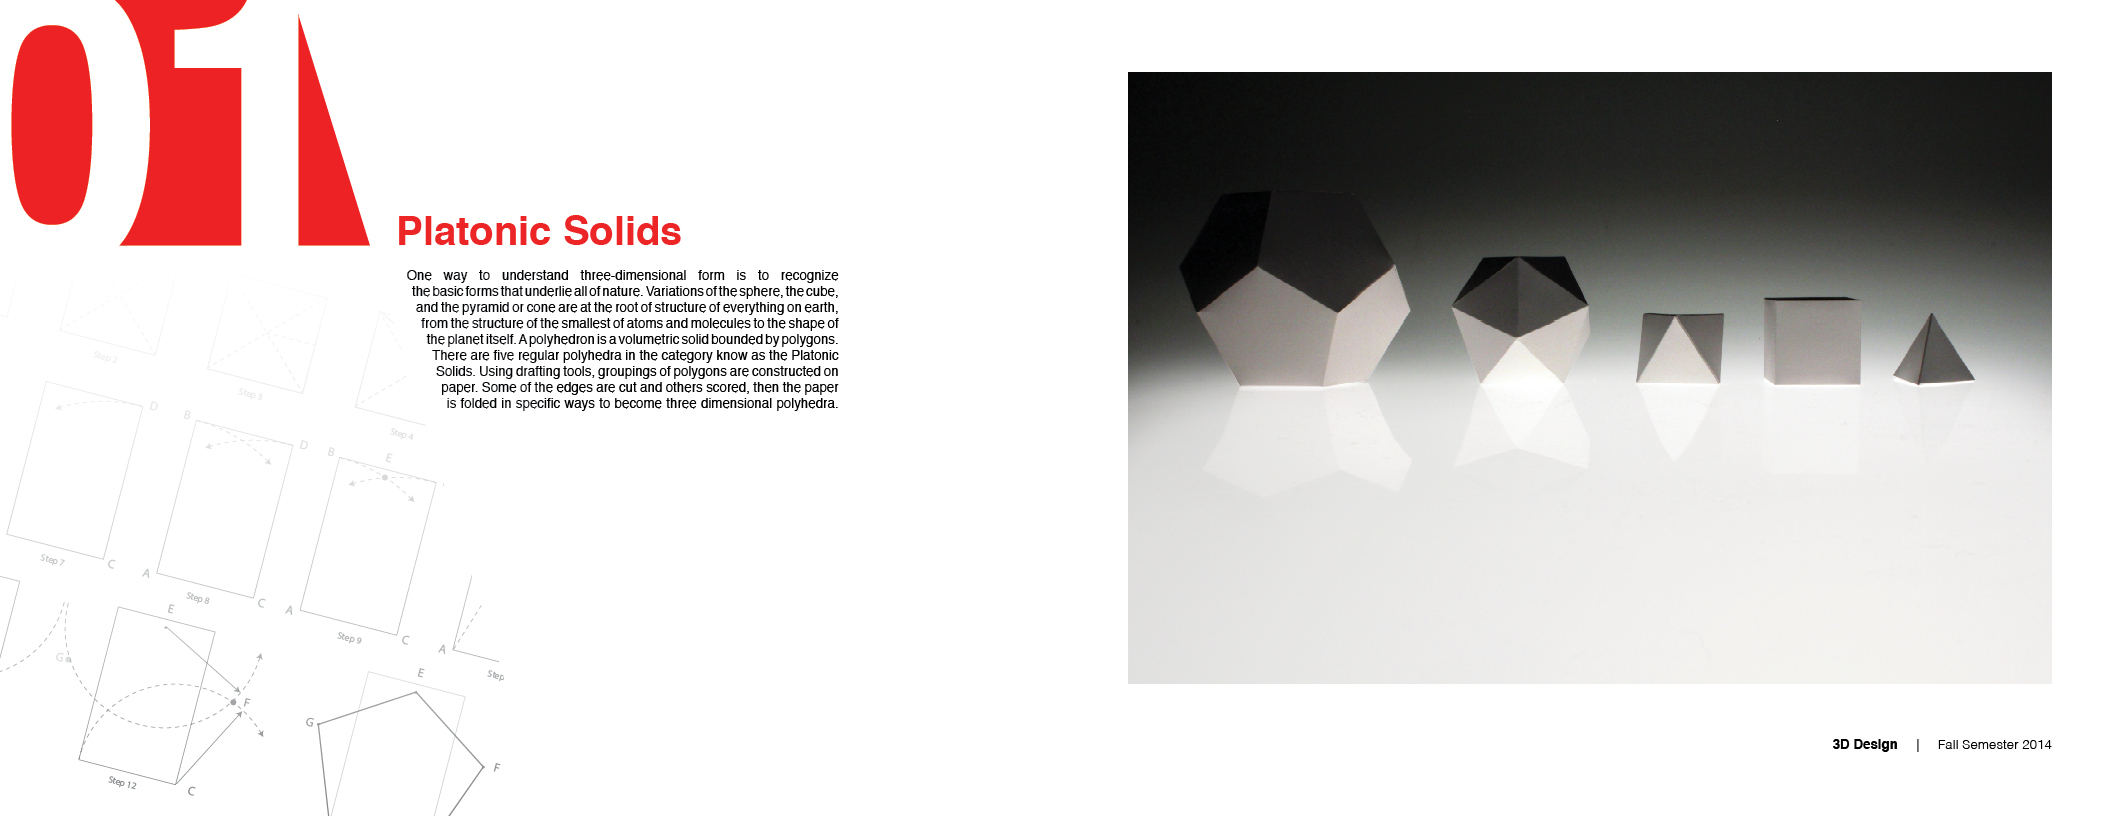 01
Platonic Solids
One way to understand three-dimensional form is to recognize
the basic forms that underlie all of nature. Variations of the sphere, the cube,
and the pyramid or cone are at the root of structure of everything on earth,
from the structure of the smallest of atoms and molecules to the shape of
the planet itself. A polyhedron is a volumetric solid bounded by polygons.
There are five regular polyhedra in the category know as the Platonic
Solids. Using drafting tools, groupings of polygons are constructed on
paper. Some of the edges are cut and others scored, then the paper
is folded in specific ways to become three dimensional polyhedra.
Step 2
Step 3
Step 4
D
B
D
B
E
Step 7
C
A
Step 8
C
A
Step 9
C
A
Step
E
G
F
Step 12
C
E
G
F
3D Design | Fall Semester 2014